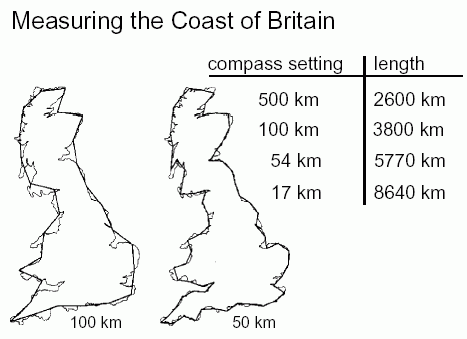 Measuring the Coast of Britain
compass setting length
500 km 2600 km
100 km 3800 km
54 km 5770 km
17 km 8640 km
100 km
50 km